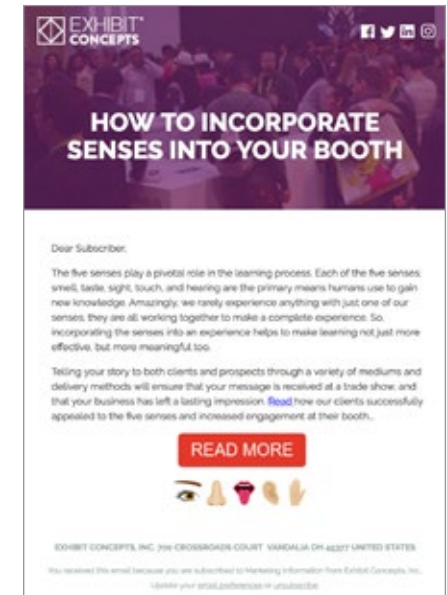 EXHIBIT
CONCEPTS
HOW TO INCORPORATE
SENSES INTO YOUR BOOTH
Dear Subscriber,
The five senses play a pivotal role in the learning process. Each of the five senses;
smell, taste, sight, touch, and hearing are the primary means humans use to gain
new knowledge. Amazingly, we rarely experience anything with just one of our
senses, they are all working together to make a complete experience. So,
incorporating the senses into an experience helps to make learning not just more
effective, but more meaningful too.
Telling your story to both clients and prospects through a variety of mediums and
delivery methods will ensure that your message is received at a trade show, and
that your business has left a lasting impression. Read how our clients successfully
appealed to the five senses and increased engagement at their booth...
READ MORE
EXHIBIT CONCEPTS, INC. 700 CROSSROADS COURT VANDALIA OH 45377 UNITED STATES
You received this email because you are subscribed to Marketing Information from Exhibit Concepts, Inc.
Update your email preferences or unsubscribe